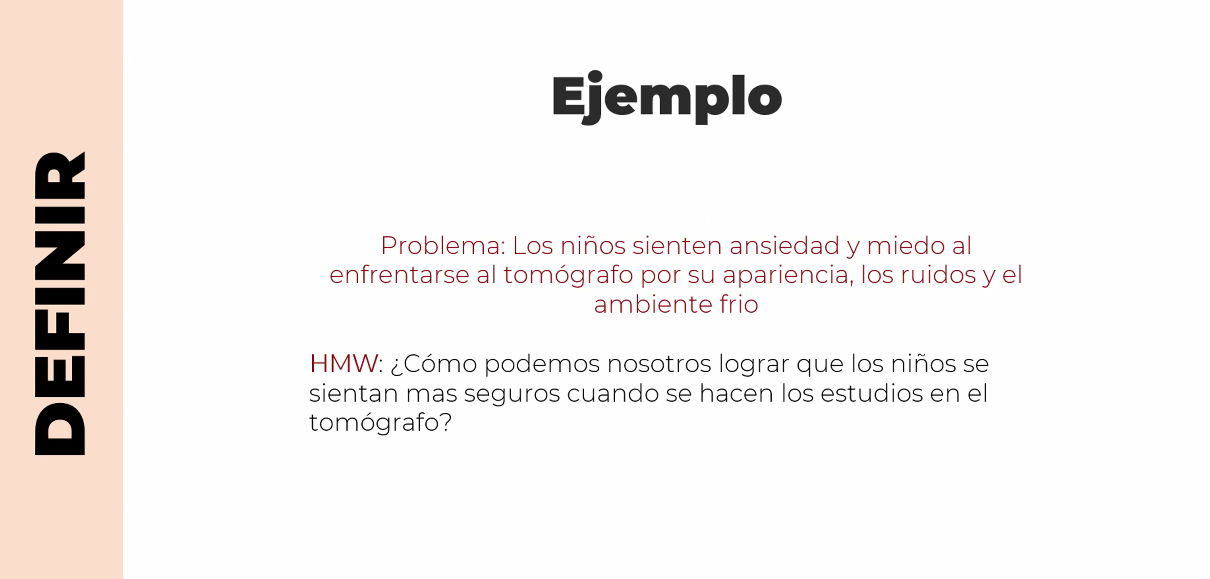 DEFINIR
Ejemplo
Problema: Los niños sienten ansiedad y miedo al
enfrentarse al tomógrafo por su apariencia, los ruidos y el
ambiente frio
HMW: ¿Cómo podemos nosotros lograr que los niños se
sientan mas seguros cuando se hacen los estudios en el
tomógrafo?